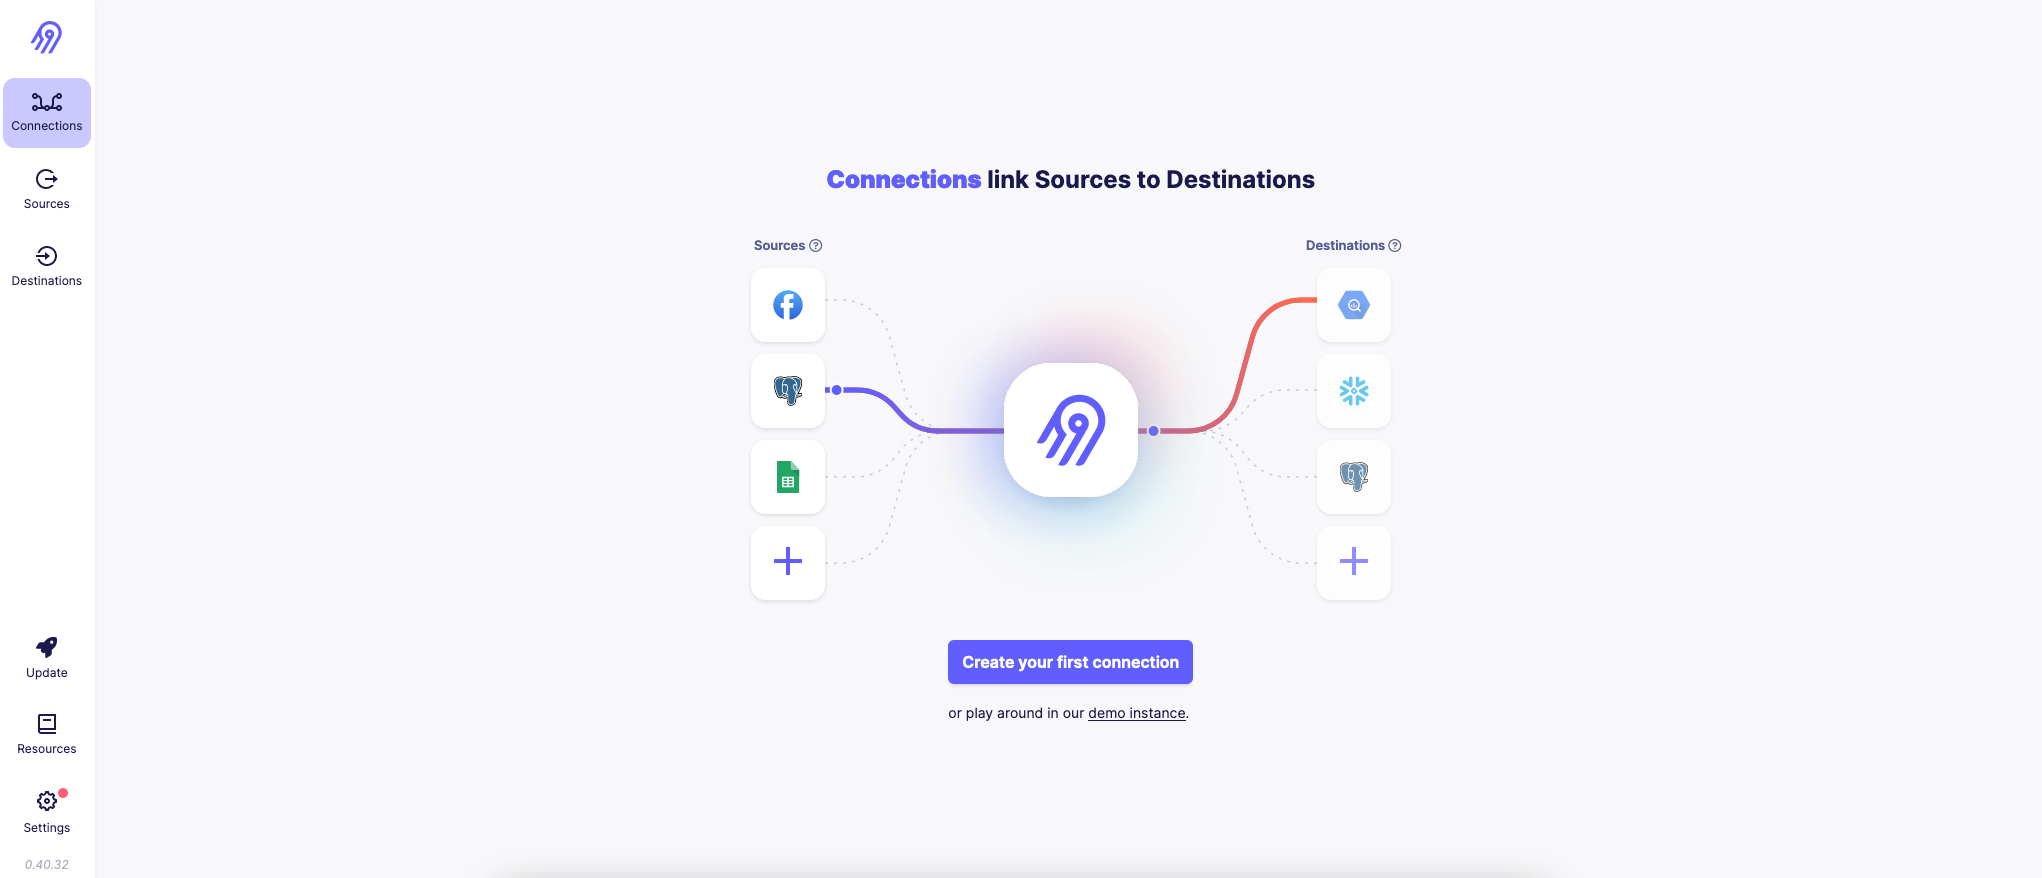 Connections
Sources
Destinations
Update
Resources
Settings
0.40.32
Connections link Sources to Destinations
Sources ?
Destinations ?
Create your first connection
or play around in our demo instance.